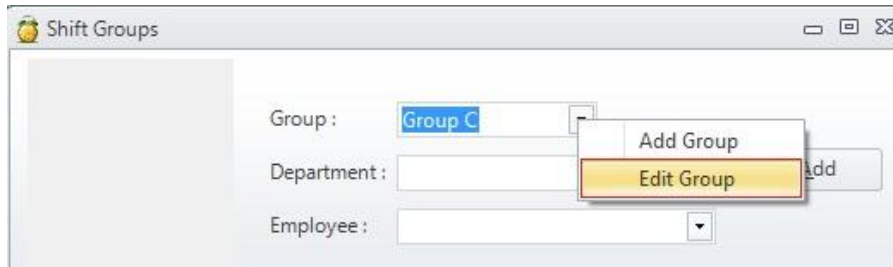 Shift Groups
Group :
Group C
Add Group
Department :
Edit Group
Add
Employee :